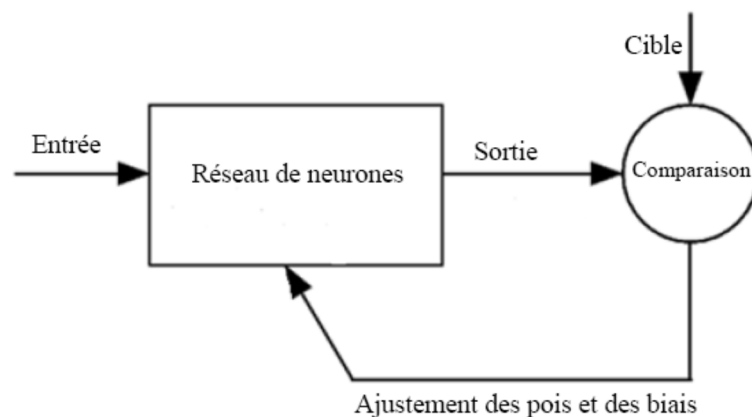 Cible
Entrée
Sortie
Réseau de neurones
Comparaison
Ajustement des pois et des biais